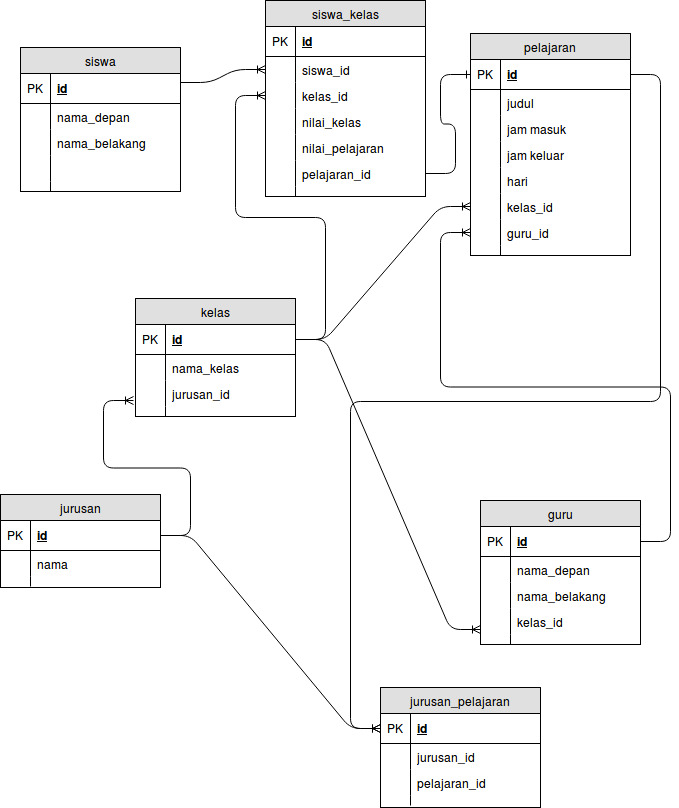 siswa_kelas
PK id
siswa_id
kelas_id
nilai_kelas
nilai_pelajaran
pelajaran_id
siswa
PK id
nama_depan
nama_belakang
pelajaran
PK id
judul
jam masuk
jam keluar
hari
kelas_id
guru_id
kelas
PK id
nama_kelas
jurusan_id
jurusan
PK id
nama
guru
PK id
nama_depan
nama_belakang
kelas_id
jurusan_pelajaran
PK id
jurusan_id
pelajaran_id